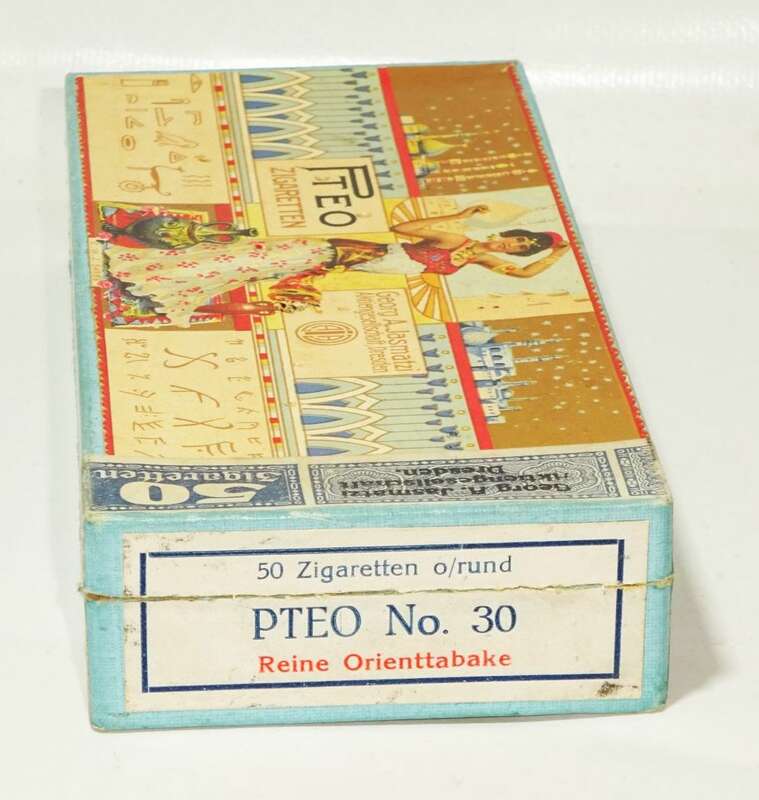 PTEO
ZIGARETTEN
Georg A. Jasmatzi
Aktiengesellschaft Dresden
50
Zigaretten
Georg A. Jasmatzi
Aktiengesellschaft
Dresden.
50 Zigaretten o/rund
PTEO No. 30
Reine Orienttabake